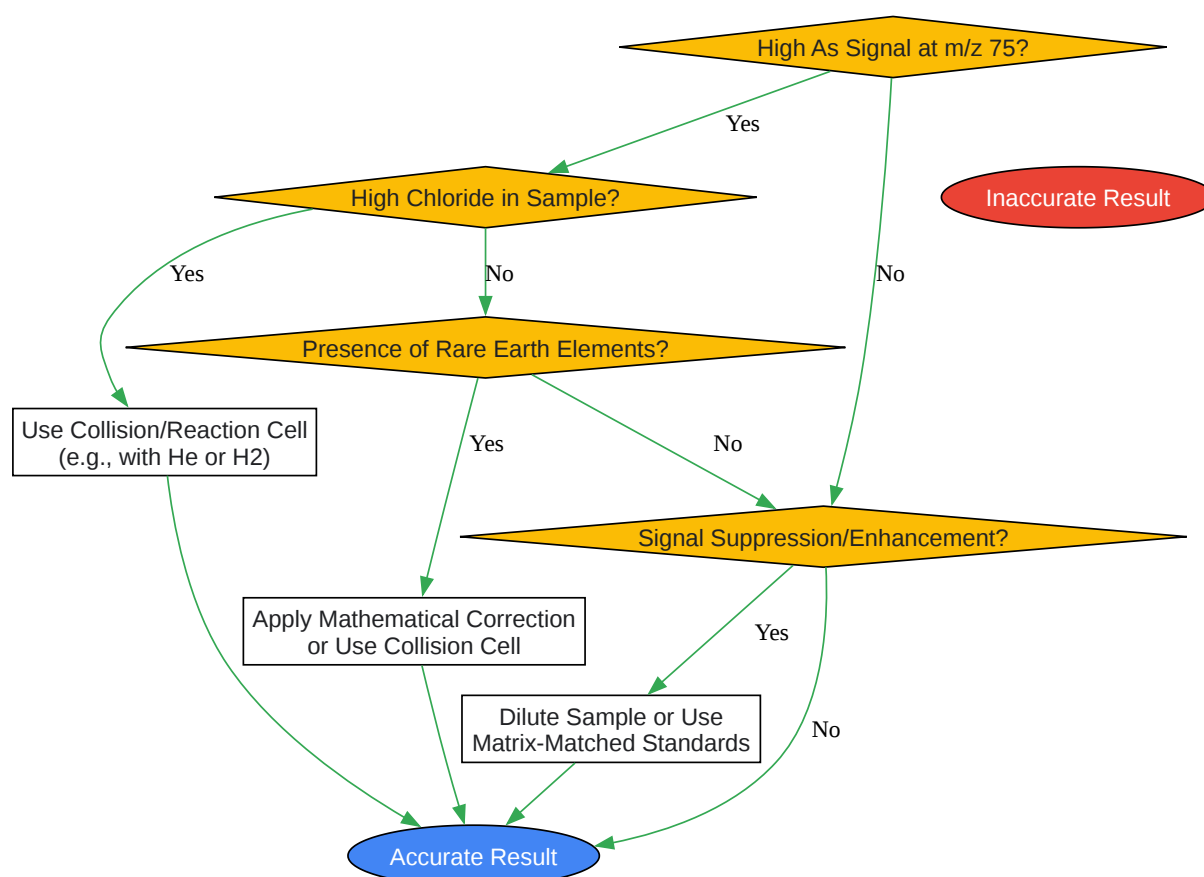 High As Signal at m/z 75?
Yes
High Chloride in Sample?
Inaccurate Result
Yes
No
No
Presence of Rare Earth Elements?
Use Collision/Reaction Cell
(e.g., with He or H2)
Yes
No
Signal Suppression/Enhancement?
Apply Mathematical Correction
or Use Collision Cell
Yes
Dilute Sample or Use
Matrix-Matched Standards
No
Accurate Result